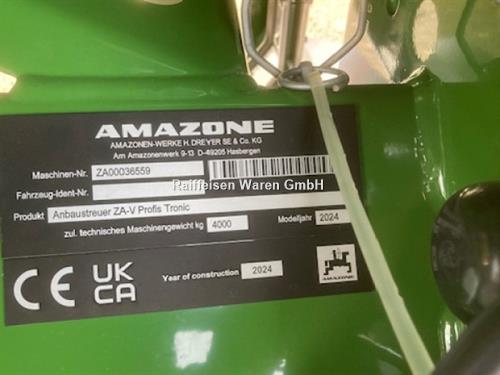 AMAZONE
AMAZONEN-WERKE H. DREYER SE & Co. KG
Am Amazonenwerk 9-13 D-49205 Hasbergen
Maschinen-Nr. ZA00036559
Raiffeisen Waren GmbH
Fahrzeug-Ident-Nr.
Produkt Anbaustreuer ZA-V Profis Tronic
zul. technisches Maschinengewicht kg 4000 Modelljahr 2024
CE UK CA Year of construction 2024 AMAZONE